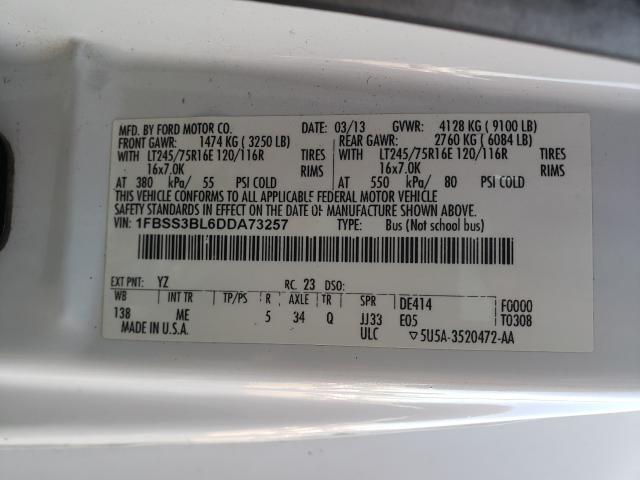 MFD. BY FORD MOTOR CO. DATE: 03/13 GVWR: 4128 KG ( 9100 LB)
FRONT GAWR: 1474 KG ( 3250 LB) REAR GAWR: 2760 KG ( 6084 LB)
WITH LT245/75R16E 120/116R TIRES WITH LT245/75R16E 120/116R TIRES
16x7.0K RIMS 16x7.0K RIMS
AT 380 kPa/ 55 PSI COLD AT 550 kPa/ 80 PSI COLD
THIS VEHICLE CONFORMS TO ALL APPLICABLE FEDERAL MOTOR VEHICLE
SAFETY STANDARDS IN EFFECT ON THE DATE OF MANUFACTURE SHOWN ABOVE.
VIN: 1FBSS3BL6DDA73257 TYPE: Bus (Not school bus)
EXT PNT: YZ RC: 23 DSO:
WB INT TR TP/PS R AXLE TR SPR DE414 F0000
138 ME 5 34 Q JJ33 E05 T0308
MADE IN U.S.A. ULC ▽5U5A-3520472-AA